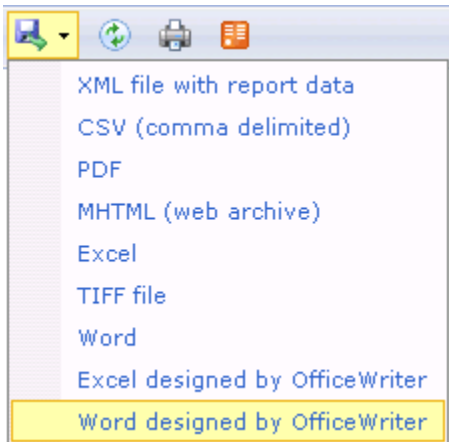 XML file with report data
CSV (comma delimited)
PDF
MHTML (web archive)
Excel
TIFF file
Word
Excel designed by OfficeWriter
Word designed by OfficeWriter